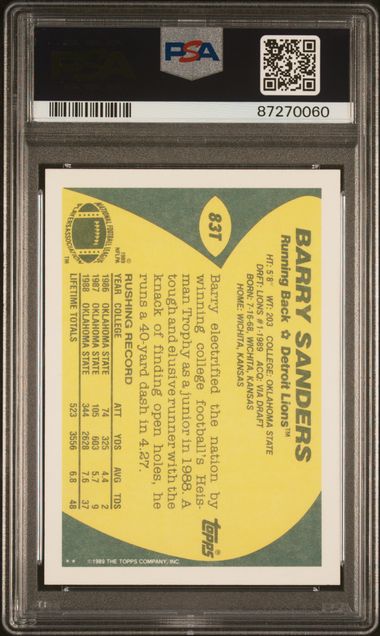 PSA
87270060
83T
BARRY SANDERS
Running Back ☆ Detroit Lions™
HT: 5'8" WT: 203 COLLEGE: OKLAHOMA STATE
DRFT: LIONS #1-1989 ACQ: VIA DRAFT
BORN: 7-16-68, WICHITA, KANSAS
HOME: WICHITA, KANSAS
Barry electrified the nation by
winning college football's Heis-
man Trophy as a junior in 1988. A
tough and elusive runner with the
knack of finding open holes, he
runs a 40-yard dash in 4.27.
© 1989
NFLPA
™
RUSHING RECORD
YEAR COLLEGE ATT YDS AVG TDS
1986 OKLAHOMA STATE 74 325 4.4 2
1987 OKLAHOMA STATE 105 603 5.7 9
1988 OKLAHOMA STATE 344 2628 7.6 37
LIFETIME TOTALS 523 3556 6.8 48
topps®
** ©1989 THE TOPPS COMPANY, INC.